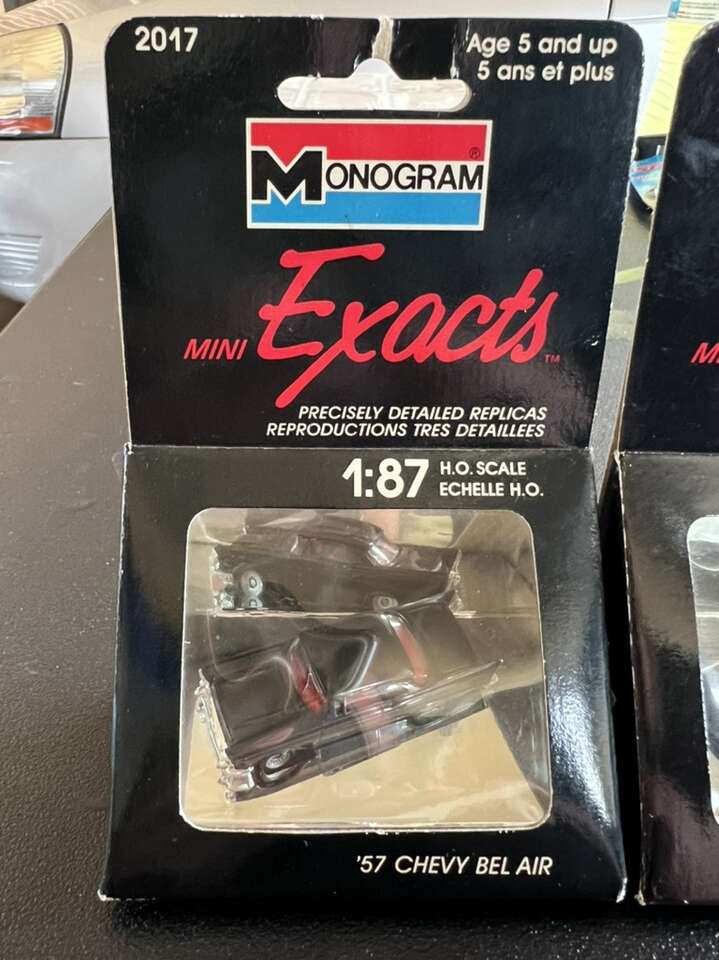 2017
Age 5 and up
5 ans et plus
MONOGRAM®
MINI Exacts™
PRECISELY DETAILED REPLICAS
REPRODUCTIONS TRES DETAILLEES
1:87 H.O. SCALE
ECHELLE H.O.
'57 CHEVY BEL AIR